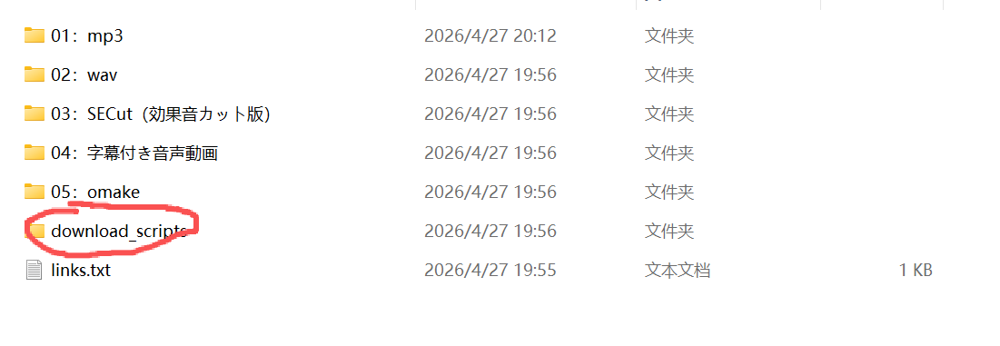 01：mp3 2026/4/27 20:12 文件夹
02：wav 2026/4/27 19:56 文件夹
03：SECut（効果音カット版） 2026/4/27 19:56 文件夹
04：字幕付き音声動画 2026/4/27 19:56 文件夹
05：omake 2026/4/27 19:56 文件夹
download_scripts 2026/4/27 19:56 文件夹
links.txt 2026/4/27 19:55 文本文档 1 KB